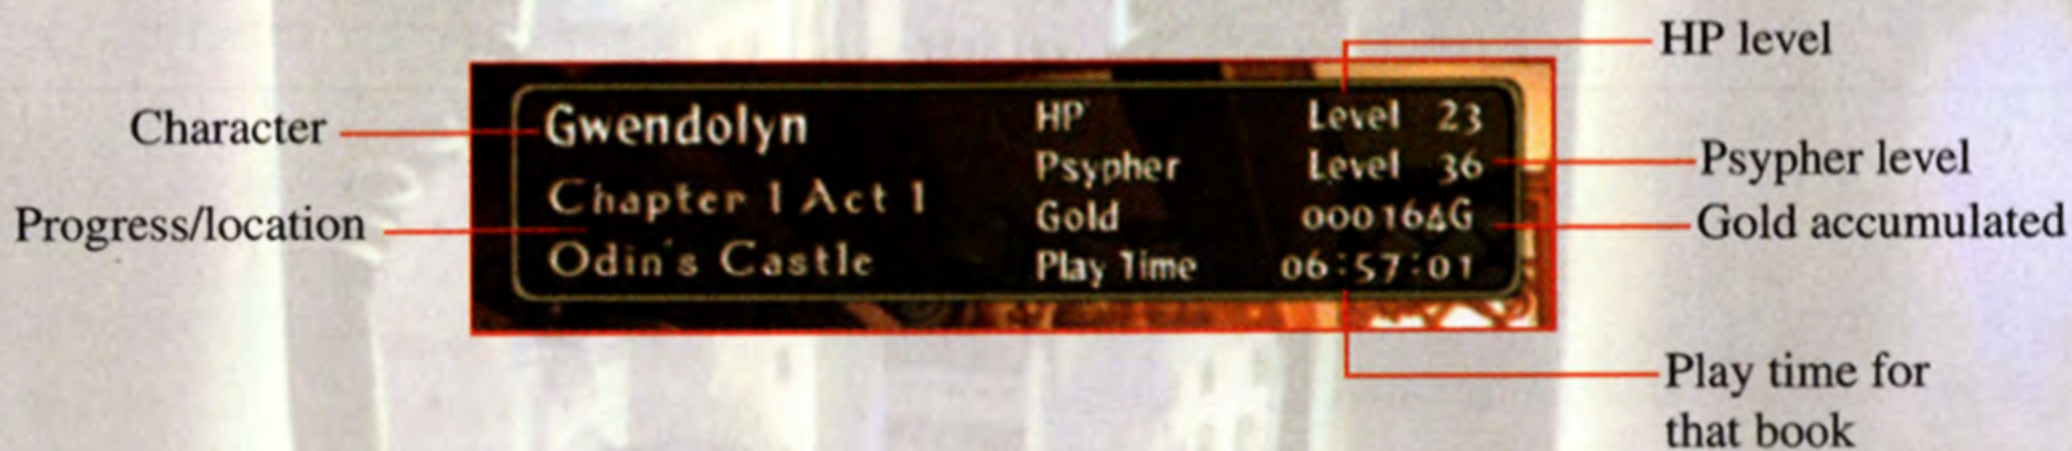 HP level
Character
Gwendolyn
HP Level 23
Psypher Level 36
Psypher level
Chapter 1 Act 1
Progress/location
Gold
Gold accumulated
Odin's Castle
Play Time 06:57:01
Play time for
that book